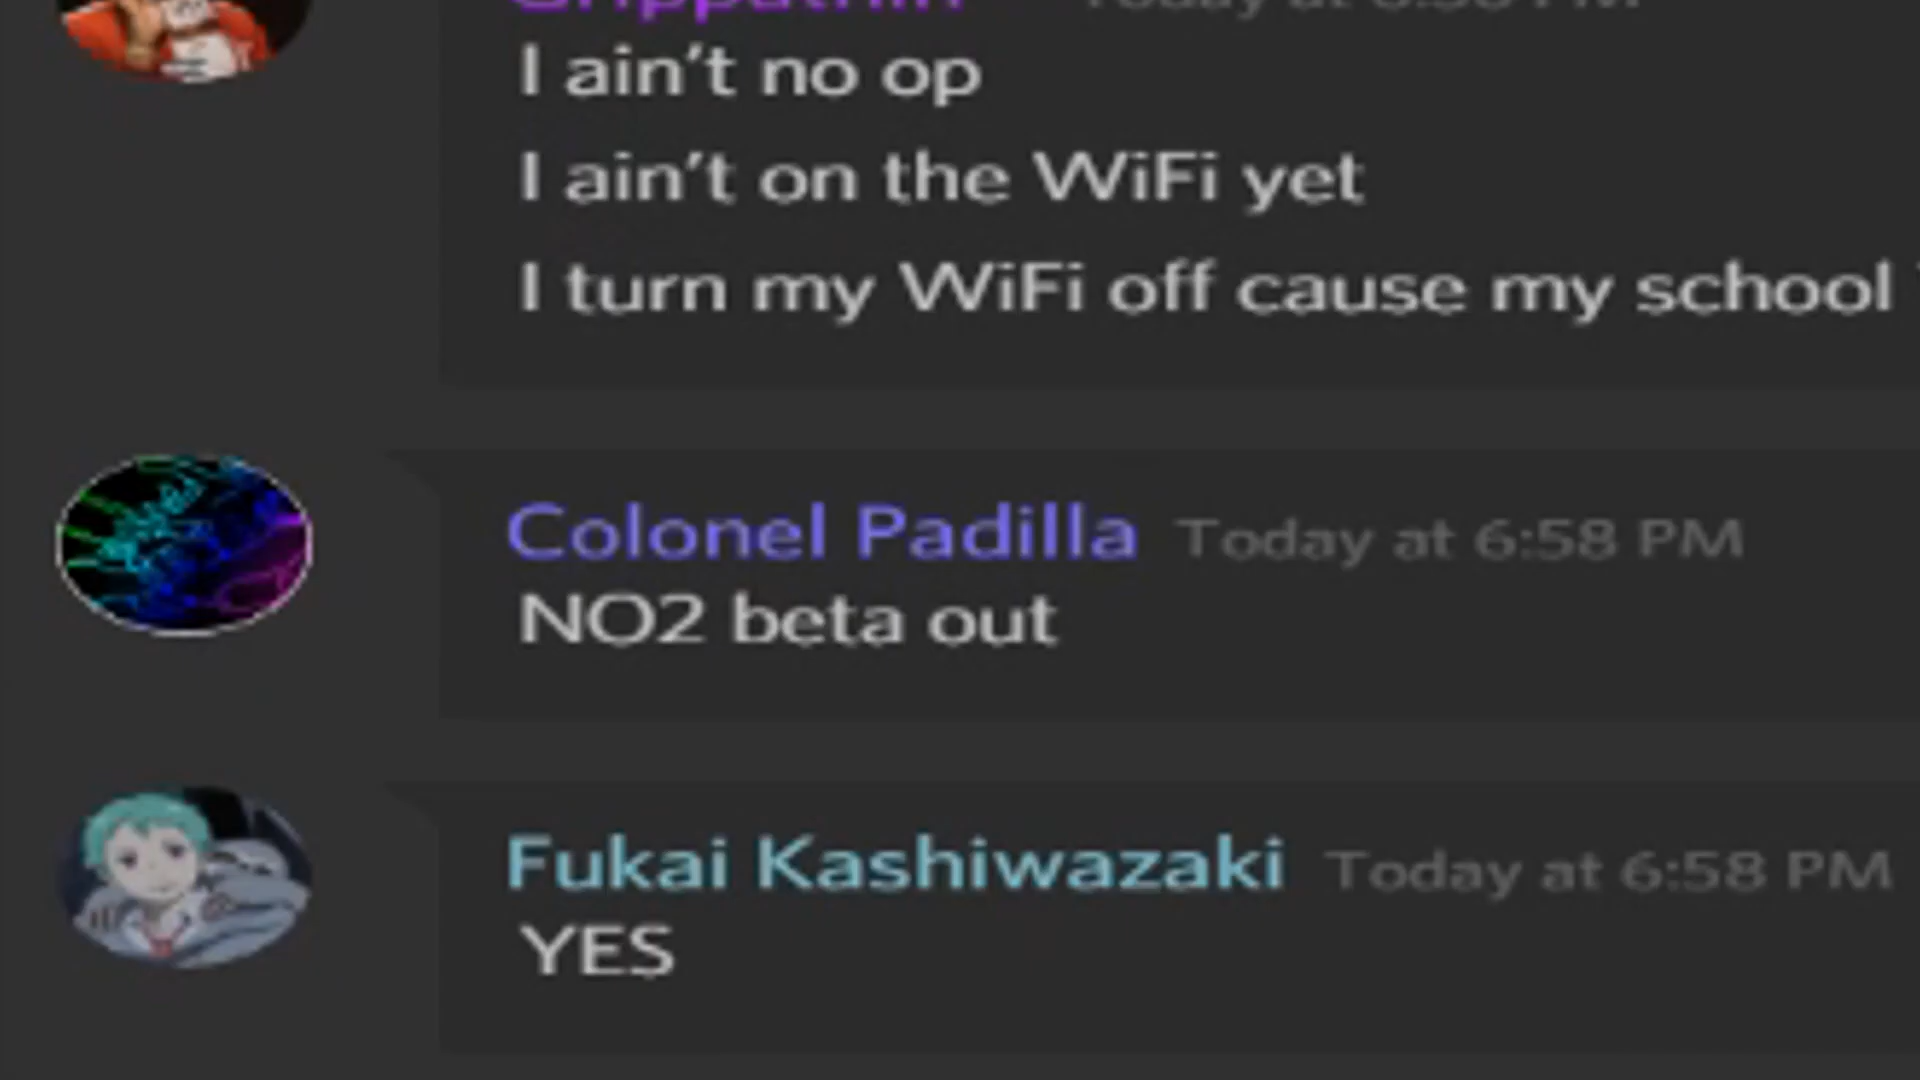 I ain't no op
I ain't on the WiFi yet
I turn my WiFi off cause my school
Colonel Padilla Today at 6:58 PM
NO2 beta out
Fukai Kashiwazaki Today at 6:58 PM
YES